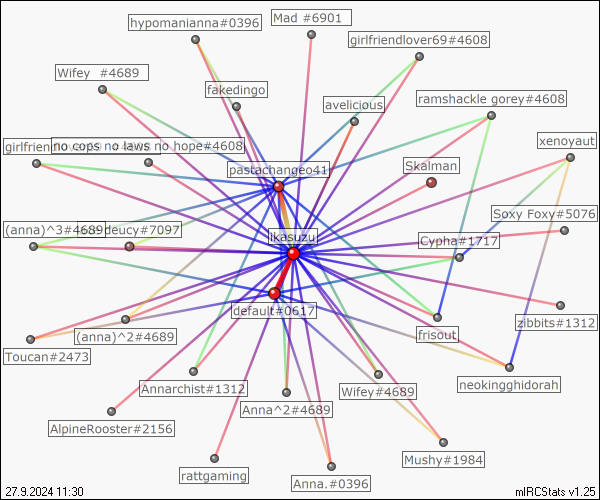 Mad #6901
hypomanianna#0396
girlfriendlover69#4608
Wifey #4689
fakedingo
avelicious
ramshackle gorey#4608
no cops no laws no hope#4608
xenoyaut
pastachangeo41
Skalman
Soxy Foxy#5076
(anna)^3#4689
deucy#7097
likasuzu
Cypha#1717
default#0617
zibbits#1312
(anna)^2#4689
frisout
Toucan#2473
neokingghidorah
Annarchist#1312
Wifey#4689
Anna^2#4689
AlpineRooster#2156
Mushy#1984
rattgaming
Anna.#0396
27.9.2024 11:30
mIRCStats v1.25